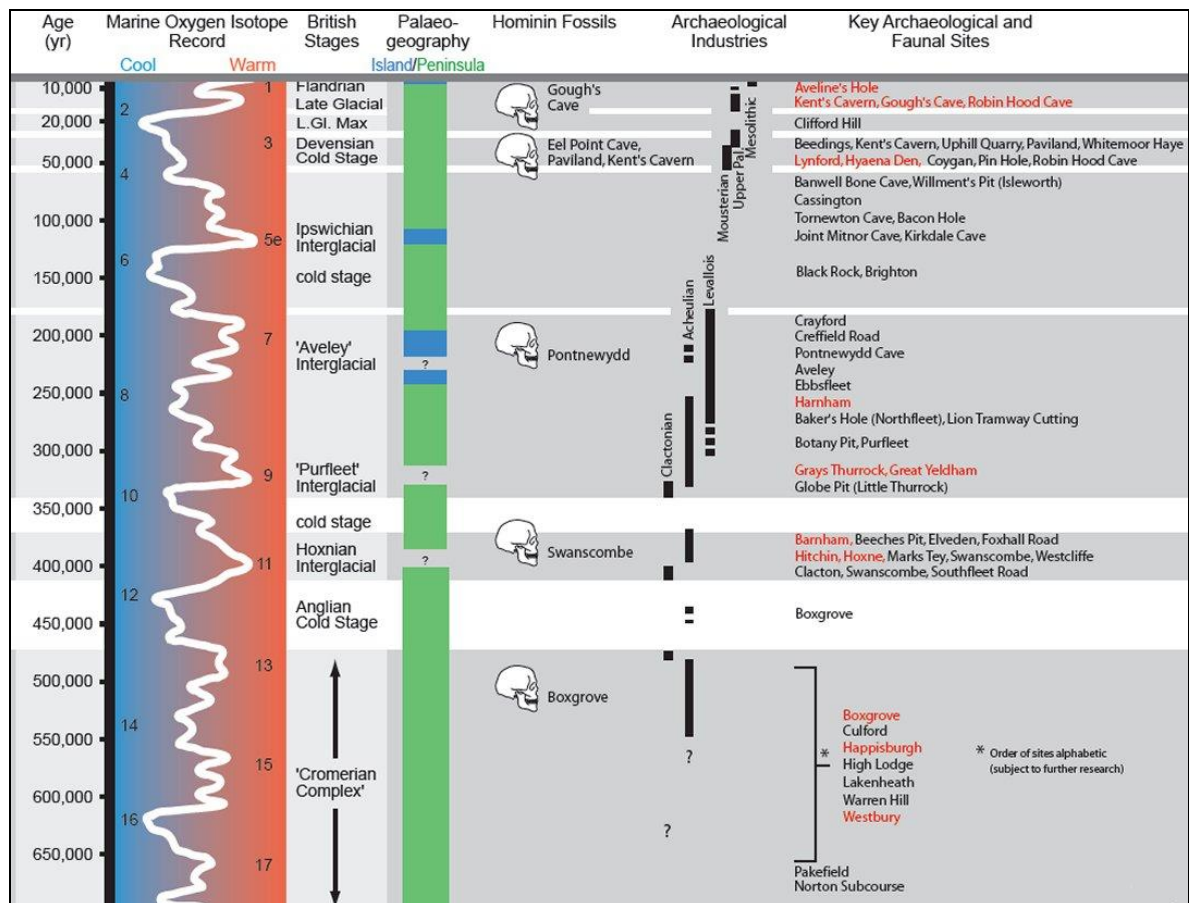 Age
(yr)
Marine Oxygen Isotope
Record
Cool
Warm
British
Stages
Palaeo-
geography
Island/Peninsula
Hominin Fossils
Archaeological
Industries
Key Archaeological and
Faunal Sites
10,000
20,000
50,000
100,000
150,000
200,000
250,000
300,000
350,000
400,000
450,000
500,000
550,000
600,000
650,000
1
2
3
4
5e
6
7
8
9
10
11
12
13
14
15
16
17
Flandrian
Late Glacial
L.Gl. Max
Devensian
Cold Stage
Ipswichian
Interglacial
cold stage
'Aveley'
Interglacial
'Purfleet'
Interglacial
cold stage
Hoxnian
Interglacial
Anglian
Cold Stage
'Cromerian
Complex'
?
?
?
Gough's
Cave
Eel Point Cave,
Paviland, Kent's Cavern
Pontnewydd
Swanscombe
Boxgrove
Clactonian
Acheulian
Levallois
Mousterian
Upper Pal.
Mesolithic
?
?
Aveline's Hole
Kent's Cavern, Gough's Cave, Robin Hood Cave
Clifford Hill
Beedings, Kent's Cavern, Uphill Quarry, Paviland, Whitemoor Haye
Lynford, Hyaena Den, Coygan, Pin Hole, Robin Hood Cave
Banwell Bone Cave, Willment's Pit (Isleworth)
Cassington
Tornewton Cave, Bacon Hole
Joint Mitnor Cave, Kirkdale Cave
Black Rock, Brighton
Crayford
Creffield Road
Pontnewydd Cave
Aveley
Ebbsfleet
Harnham
Baker's Hole (Northfleet), Lion Tramway Cutting
Botany Pit, Purfleet
Grays Thurrock, Great Yeldham
Globe Pit (Little Thurrock)
Barnham, Beeches Pit, Elveden, Foxhall Road
Hitchin, Hoxne, Marks Tey, Swanscombe, Westcliffe
Clacton, Swanscombe, Southfleet Road
Boxgrove
*
Boxgrove
Culford
Happisburgh
High Lodge
Lakenheath
Warren Hill
Westbury
* Order of sites alphabetic
(subject to further research)
Pakefield
Norton Subcourse